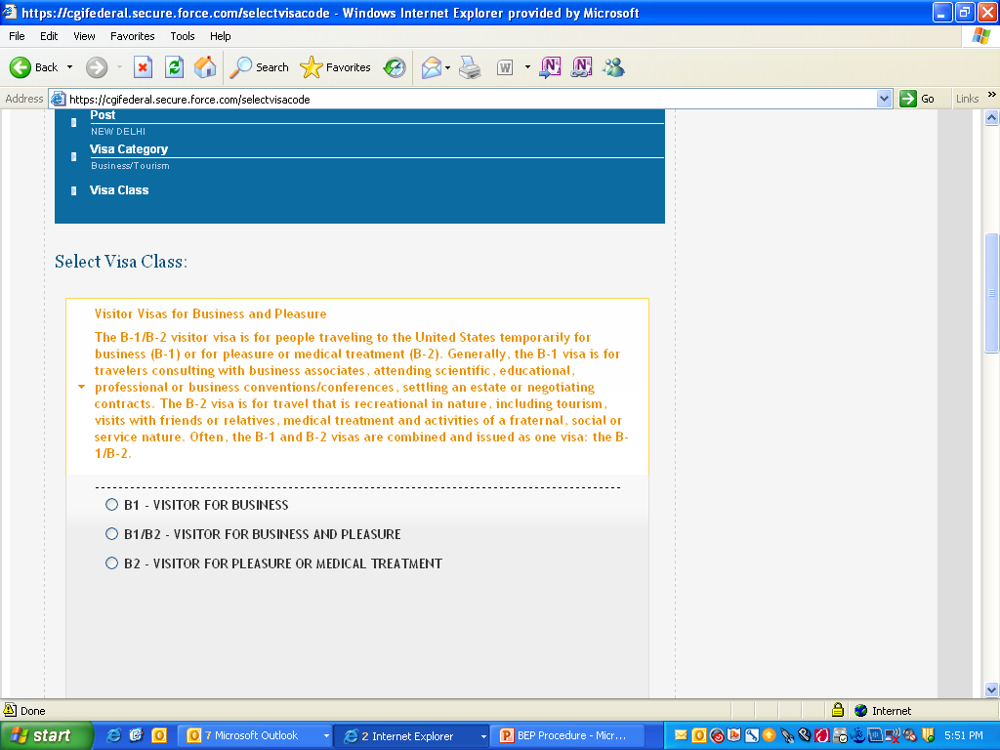 https://cgifederal.secure.force.com/selectvisacode - Windows Internet Explorer provided by Microsoft
File Edit View Favorites Tools Help
Back Search Favorites
Address https://cgifederal.secure.force.com/selectvisacode Go Links »
Post
NEW DELHI
Visa Category
Business/Tourism
Visa Class
Select Visa Class:
Visitor Visas for Business and Pleasure
The B-1/B-2 visitor visa is for people traveling to the United States temporarily for
business (B-1) or for pleasure or medical treatment (B-2). Generally, the B-1 visa is for
travelers consulting with business associates, attending scientific, educational,
professional or business conventions/conferences, settling an estate or negotiating
contracts. The B-2 visa is for travel that is recreational in nature, including tourism,
visits with friends or relatives, medical treatment and activities of a fraternal, social or
service nature. Often, the B-1 and B-2 visas are combined and issued as one visa: the B-
1/B-2.
B1 - VISITOR FOR BUSINESS
B1/B2 - VISITOR FOR BUSINESS AND PLEASURE
B2 - VISITOR FOR PLEASURE OR MEDICAL TREATMENT
Done Internet
start 7 Microsoft Outlook 2 Internet Explorer BEP Procedure - Micr... 5:51 PM